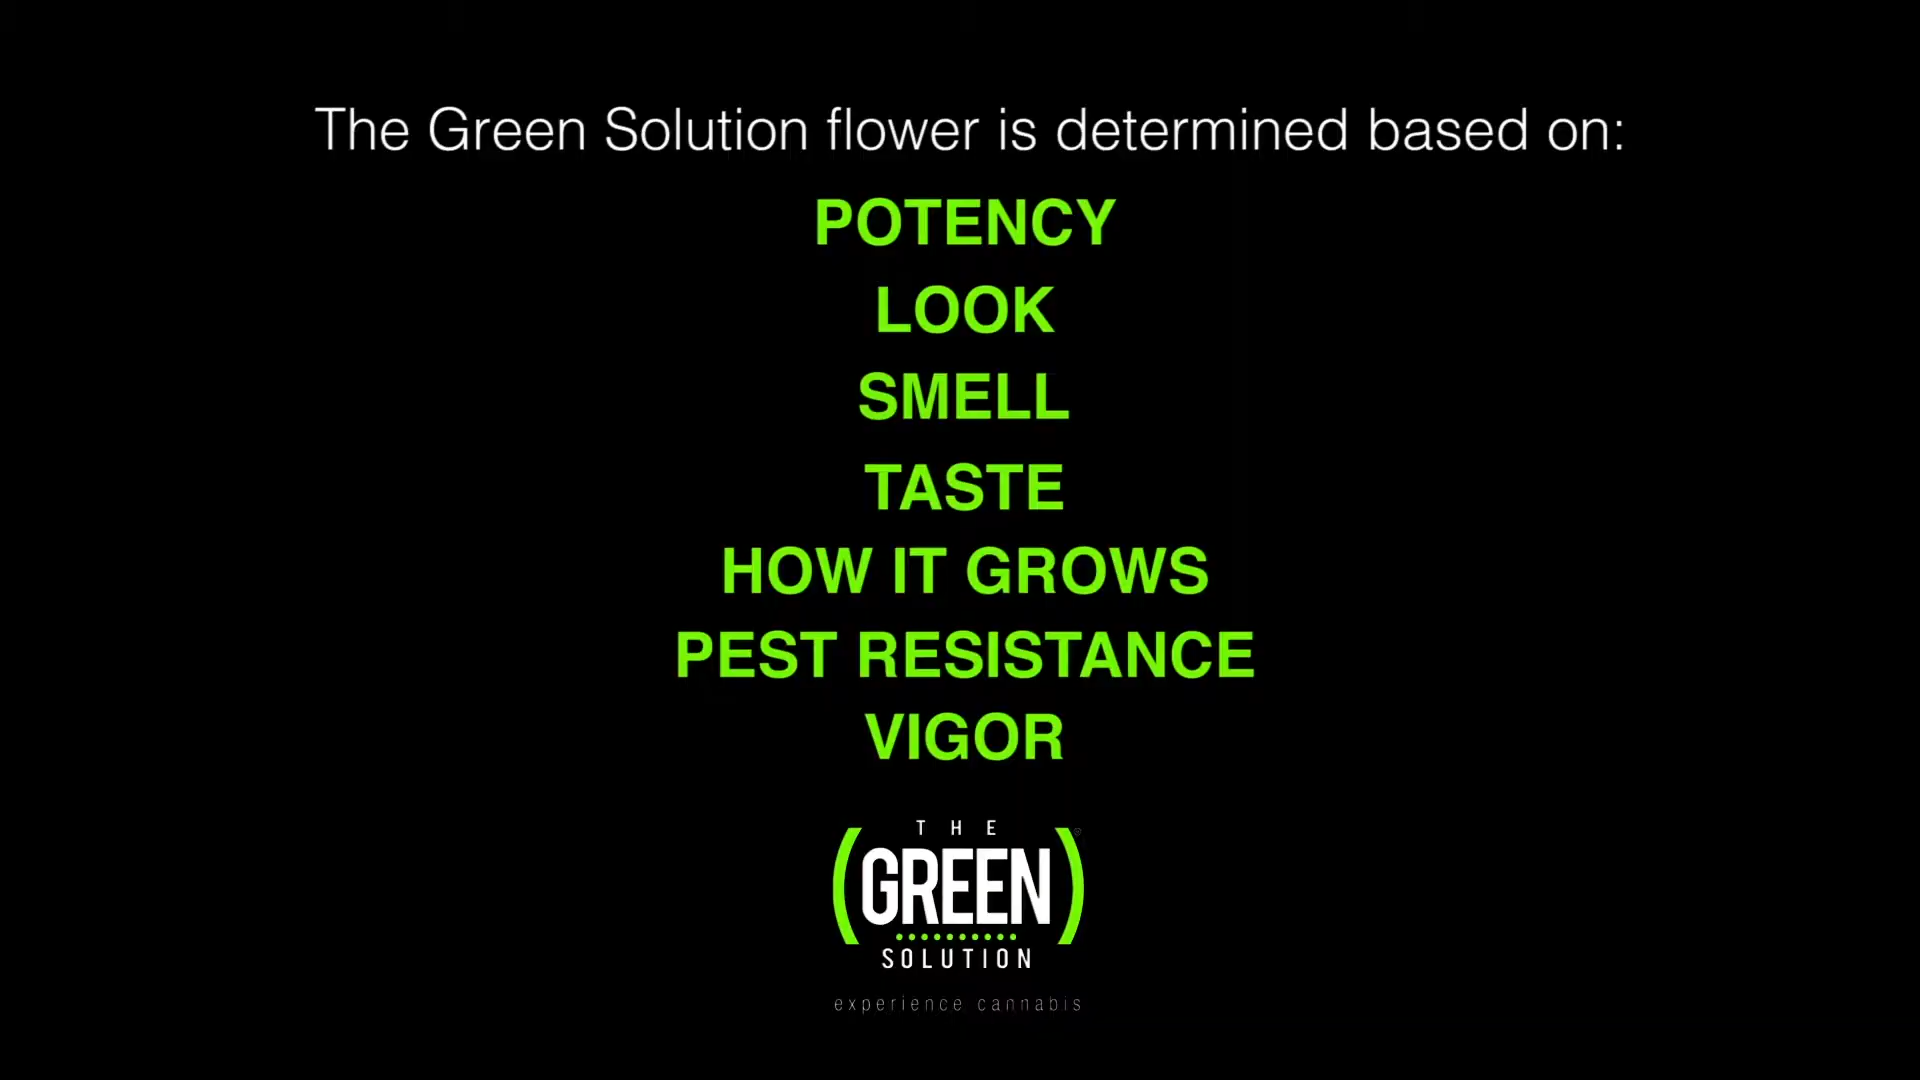 The Green Solution flower is determined based on:
POTENCY
LOOK
SMELL
TASTE
HOW IT GROWS
PEST RESISTANCE
VIGOR
THE
(GREEN)
SOLUTION
experience cannabis